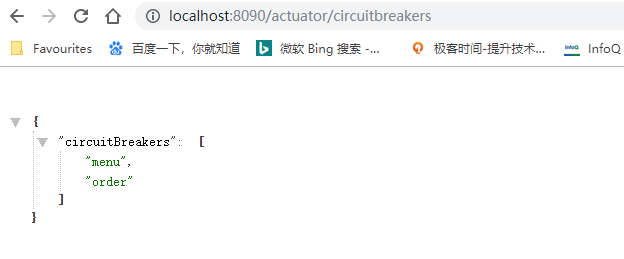 localhost:8090/actuator/circuitbreakers
Favourites 百度一下，你就知道 微软 Bing 搜索 -... 极客时间-提升技术... InfoQ InfoQ
{
"circuitBreakers": [
"menu",
"order"
]
}